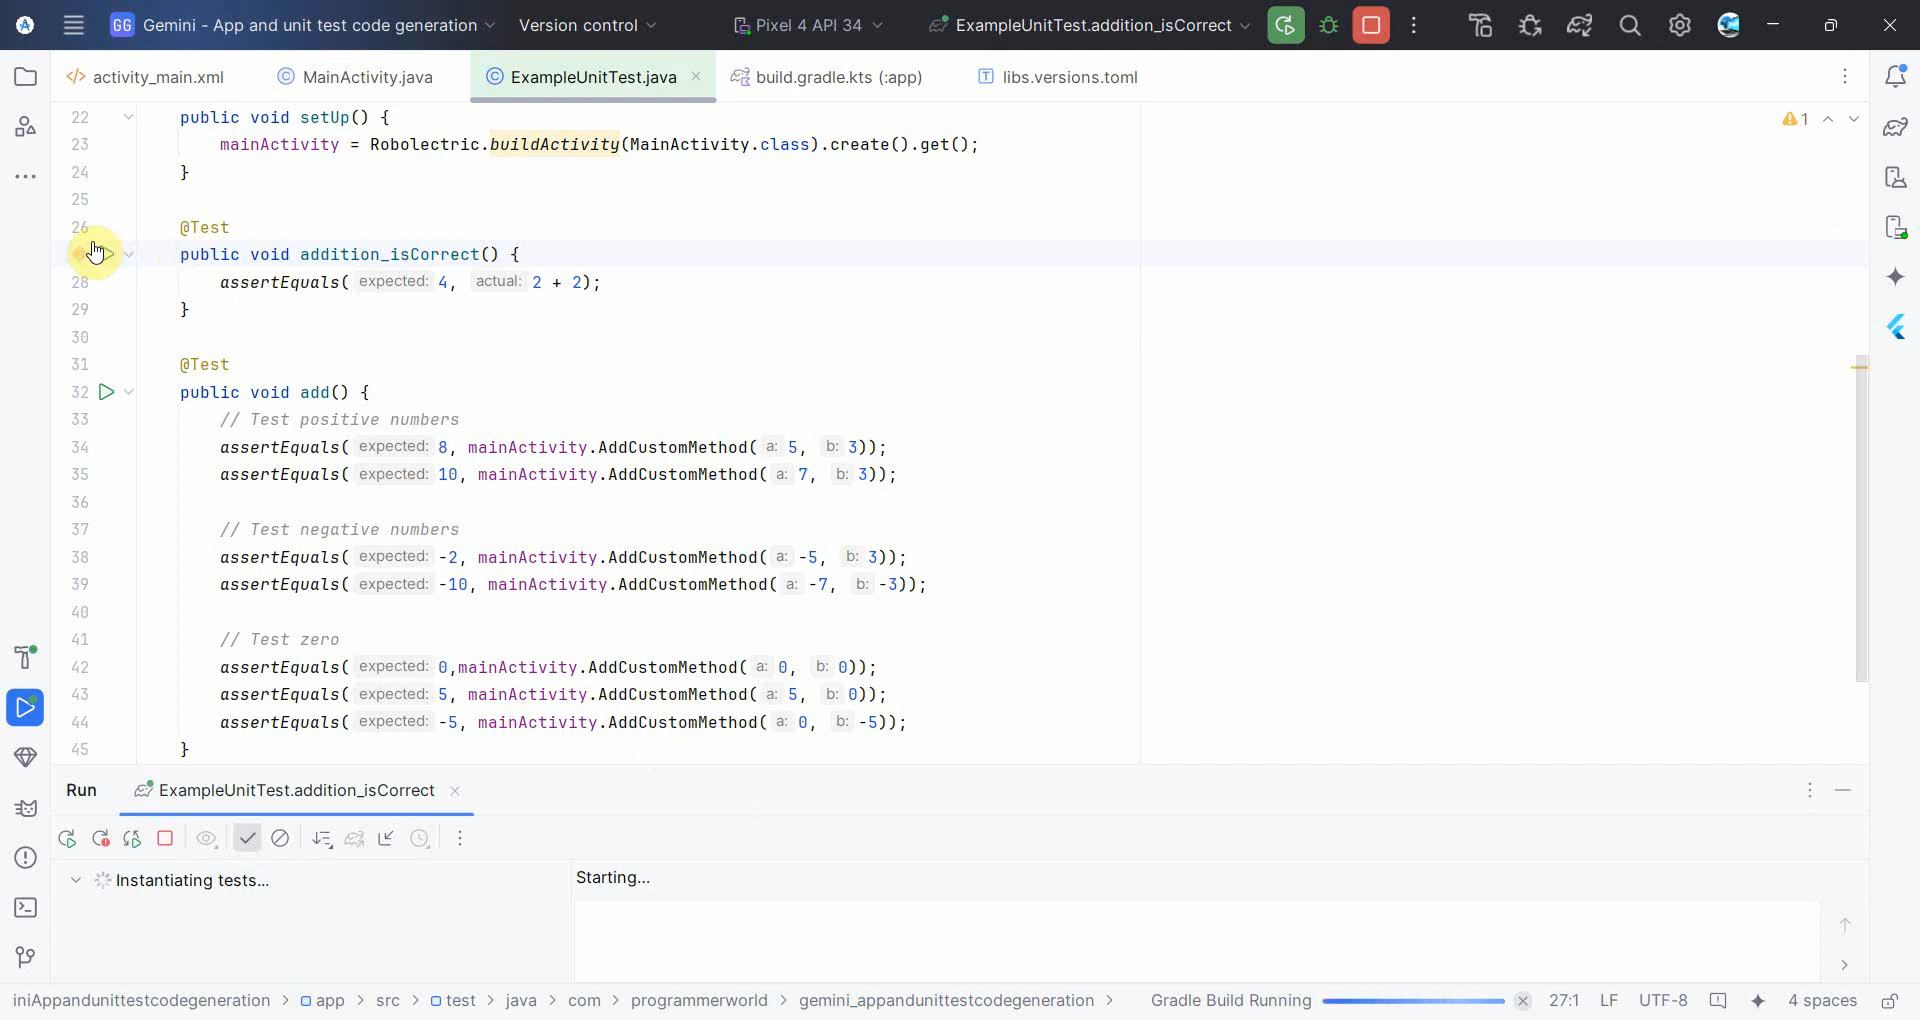 GG Gemini - App and unit test code generation Version control Pixel 4 API 34 ExampleUnitTest.addition_isCorrect
activity_main.xml MainActivity.java ExampleUnitTest.java build.gradle.kts (:app) libs.versions.toml
22 public void setUp() { 1
23 mainActivity = Robolectric.buildActivity(MainActivity.class).create().get();
24 }
25
26 @Test
public void addition_isCorrect() {
28 assertEquals( expected: 4, actual: 2 + 2);
29 }
30
31 @Test
32 public void add() {
33 // Test positive numbers
34 assertEquals( expected: 8, mainActivity.AddCustomMethod( a: 5, b: 3));
35 assertEquals( expected: 10, mainActivity.AddCustomMethod( a: 7, b: 3));
36
37 // Test negative numbers
38 assertEquals( expected: -2, mainActivity.AddCustomMethod( a: -5, b: 3));
39 assertEquals( expected: -10, mainActivity.AddCustomMethod( a: -7, b: -3));
40
41 // Test zero
42 assertEquals( expected: 0,mainActivity.AddCustomMethod( a: 0, b: 0));
43 assertEquals( expected: 5, mainActivity.AddCustomMethod( a: 5, b: 0));
44 assertEquals( expected: -5, mainActivity.AddCustomMethod( a: 0, b: -5));
45 }
Run ExampleUnitTest.addition_isCorrect
Instantiating tests... Starting...
iniAppandunittestcodegeneration > app > src > test > java > com > programmerworld > gemini_appandunittestcodegeneration > Gradle Build Running 27:1 LF UTF-8 4 spaces